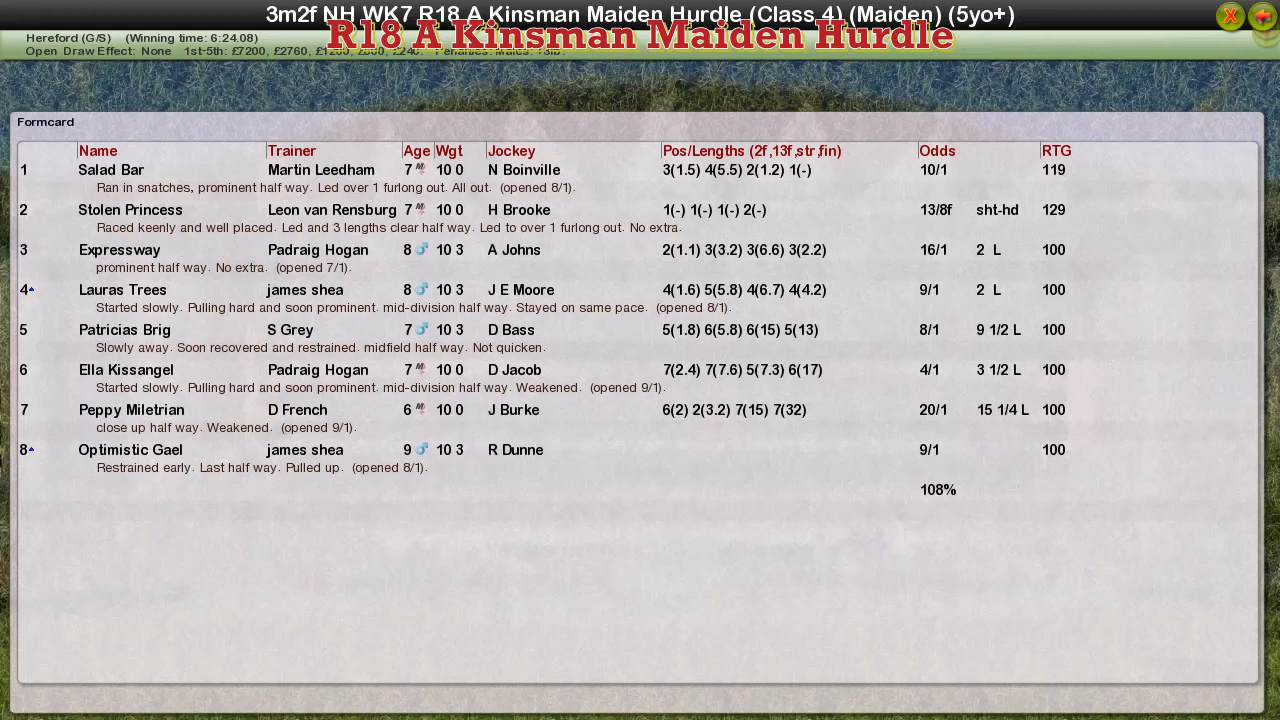 3m2f NH WK7 R18 A Kinsman Maiden Hurdle (Class 4) (Maiden) (5yo+)
R18 A Kinsman Maiden Hurdle
Hereford (G/S) (Winning time: 6:24.08)
Open Draw Effect: None 1st-5th: £7200, £2760, Penalties: Males: +3lb.
Formcard
Name Trainer Age Wgt Jockey Pos/Lengths (2f,13f,str,fin) Odds RTG
1 Salad Bar Martin Leedham 7 10 0 N Boinville 3(1.5) 4(5.5) 2(1.2) 1(-) 10/1 119
Ran in snatches, prominent half way. Led over 1 furlong out. All out. (opened 8/1).
2 Stolen Princess Leon van Rensburg 7 10 0 H Brooke 1(-) 1(-) 1(-) 2(-) 13/8f sht-hd 129
Raced keenly and well placed. Led and 3 lengths clear half way. Led to over 1 furlong out. No extra.
3 Expressway Padraig Hogan 8 10 3 A Johns 2(1.1) 3(3.2) 3(6.6) 3(2.2) 16/1 2 L 100
prominent half way. No extra. (opened 7/1).
4 Lauras Trees james shea 8 10 3 J E Moore 4(1.6) 5(5.8) 4(6.7) 4(4.2) 9/1 2 L 100
Started slowly. Pulling hard and soon prominent. mid-division half way. Stayed on same pace. (opened 8/1).
5 Patricias Brig S Grey 7 10 3 D Bass 5(1.8) 6(5.8) 6(15) 5(13) 8/1 9 1/2 L 100
Slowly away. Soon recovered and restrained. midfield half way. Not quicken.
6 Ella Kissangel Padraig Hogan 7 10 0 D Jacob 7(2.4) 7(7.6) 5(7.3) 6(17) 4/1 3 1/2 L 100
Started slowly. Pulling hard and soon prominent. mid-division half way. Weakened. (opened 9/1).
7 Peppy Miletrian D French 6 10 0 J Burke 6(2) 2(3.2) 7(15) 7(32) 20/1 15 1/4 L 100
close up half way. Weakened. (opened 9/1).
8 Optimistic Gael james shea 9 10 3 R Dunne 9/1 100
Restrained early. Last half way. Pulled up. (opened 8/1).
108%